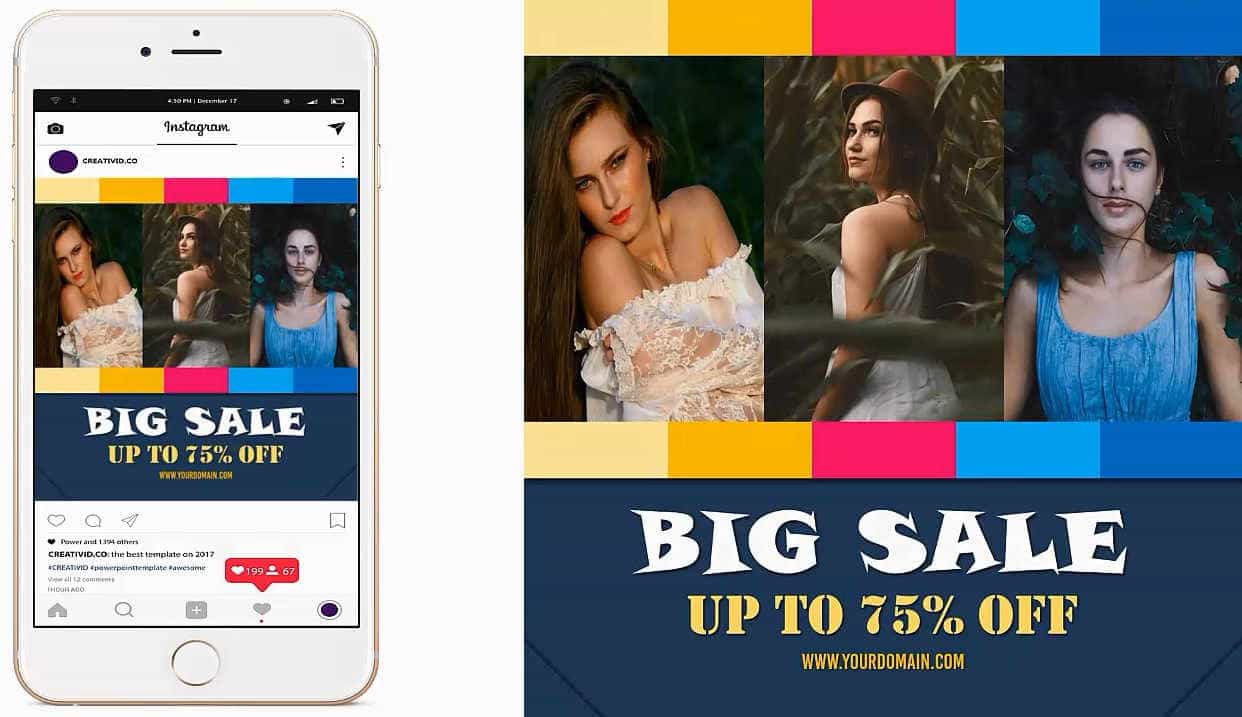 4:30 PM | December 17
Instagram
CREATIVID.CO
BIG SALE
UP TO 75% OFF
WWW.YOURDOMAIN.COM
Power and 1394 others
CREATIVID.CO: the best template on 2017
#CREATIVID #powerpointtemplate #awesome
View all 12 comments
1 HOUR AGO
199 67
BIG SALE
UP TO 75% OFF
WWW.YOURDOMAIN.COM